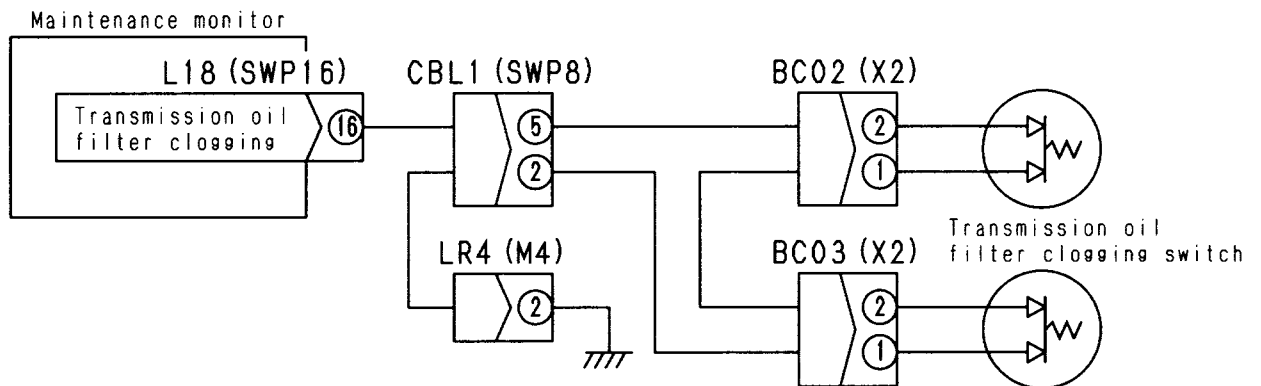 Maintenance monitor
L18 (SWP16)
CBL1 (SWP8)
BC02 (X2)
Transmission oil
filter clogging
16
5
2
2
1
LR4 (M4)
2
BC03 (X2)
2
1
Transmission oil
filter clogging switch